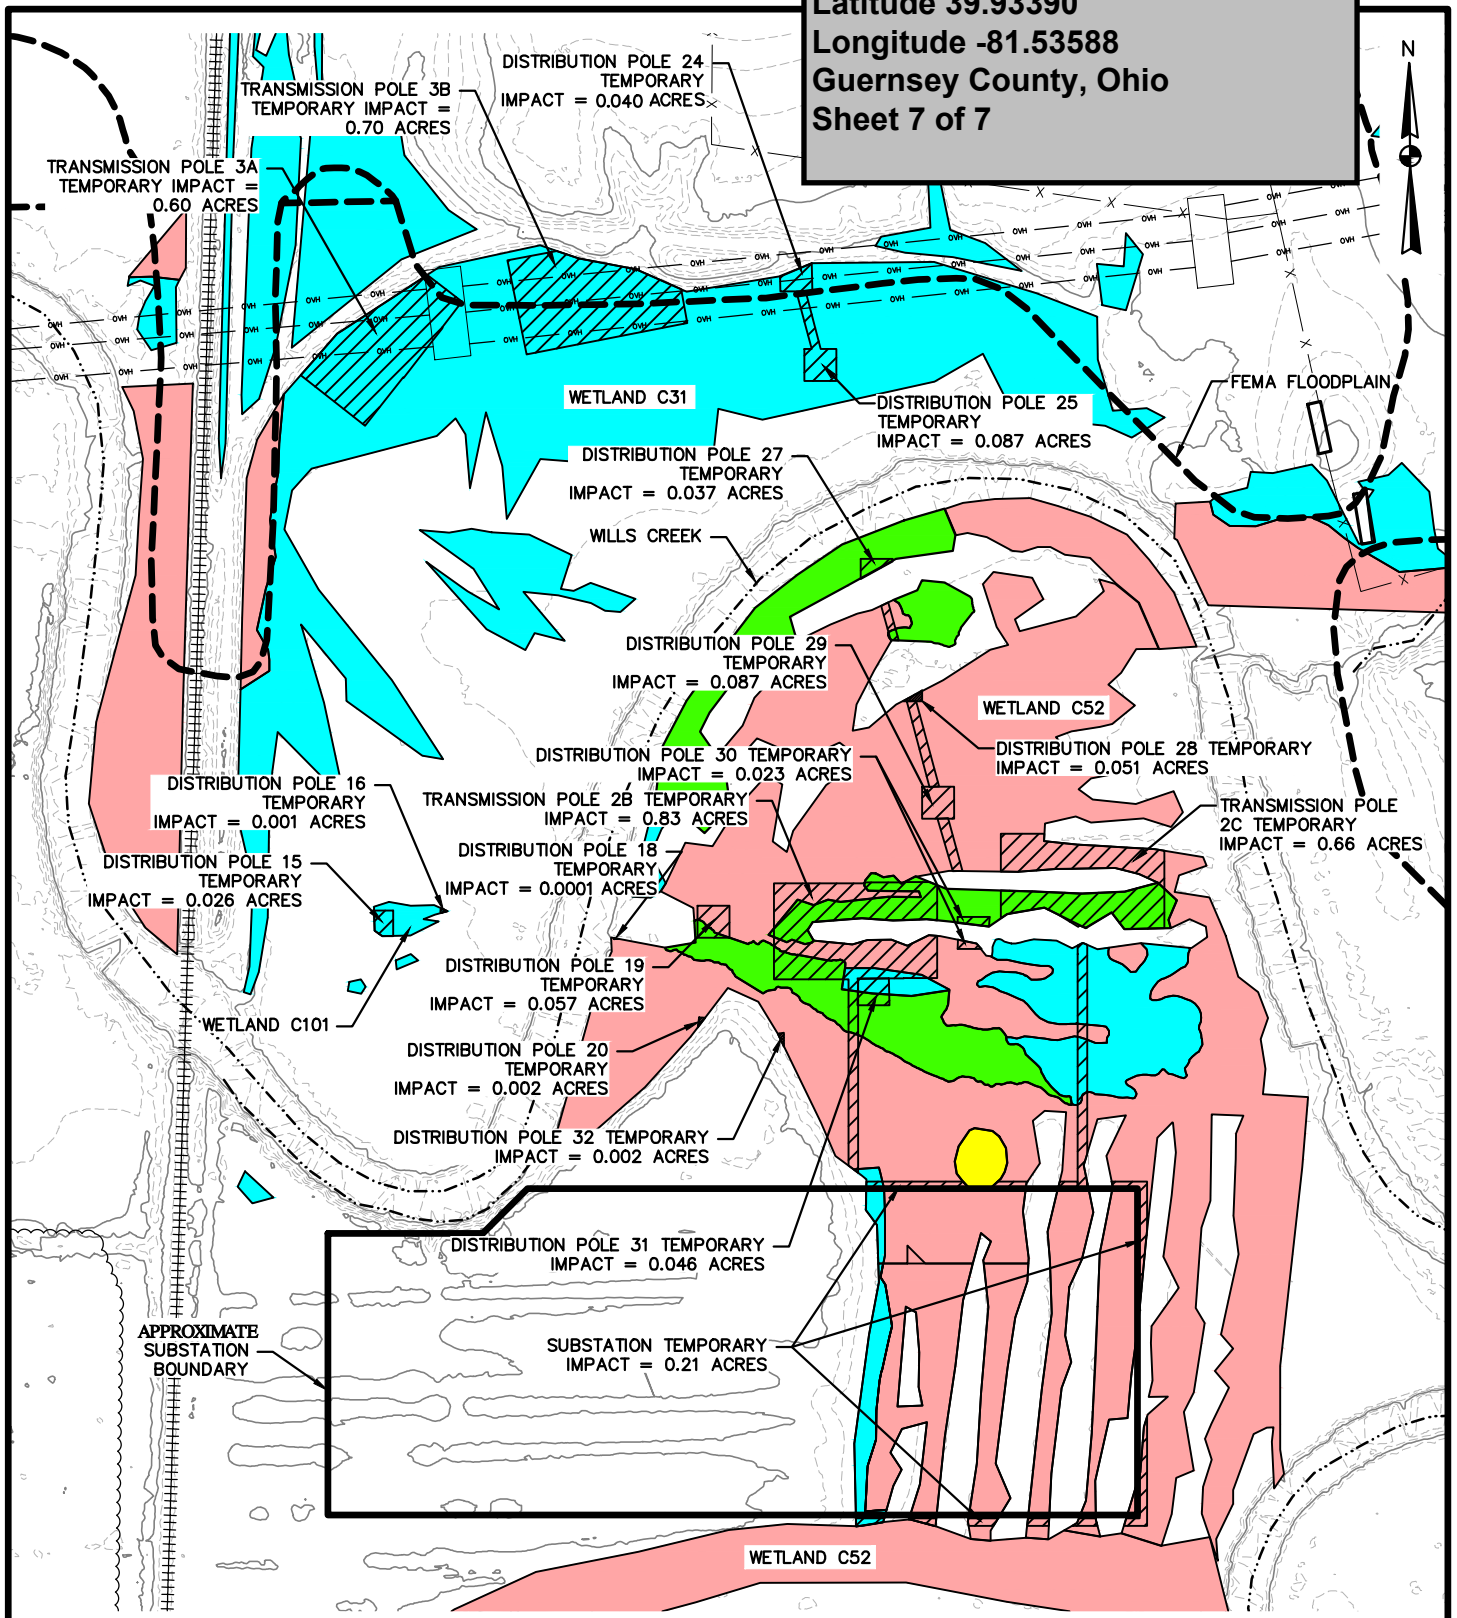 Latitude 39.93390
Longitude -81.53588
Guernsey County, Ohio
Sheet 7 of 7
N
DISTRIBUTION POLE 24
TEMPORARY
IMPACT = 0.040 ACRES
TRANSMISSION POLE 3B
TEMPORARY IMPACT =
0.70 ACRES
TRANSMISSION POLE 3A
TEMPORARY IMPACT =
0.60 ACRES
WETLAND C31
FEMA FLOODPLAIN
DISTRIBUTION POLE 25
TEMPORARY
IMPACT = 0.087 ACRES
DISTRIBUTION POLE 27
TEMPORARY
IMPACT = 0.037 ACRES
WILLS CREEK
DISTRIBUTION POLE 29
TEMPORARY
IMPACT = 0.087 ACRES
WETLAND C52
DISTRIBUTION POLE 28 TEMPORARY
IMPACT = 0.051 ACRES
DISTRIBUTION POLE 30 TEMPORARY
IMPACT = 0.023 ACRES
DISTRIBUTION POLE 16
TEMPORARY
IMPACT = 0.001 ACRES
TRANSMISSION POLE 2B TEMPORARY
IMPACT = 0.83 ACRES
TRANSMISSION POLE
2C TEMPORARY
IMPACT = 0.66 ACRES
DISTRIBUTION POLE 18
TEMPORARY
IMPACT = 0.0001 ACRES
DISTRIBUTION POLE 15
TEMPORARY
IMPACT = 0.026 ACRES
DISTRIBUTION POLE 19
TEMPORARY
IMPACT = 0.057 ACRES
WETLAND C101
DISTRIBUTION POLE 20
TEMPORARY
IMPACT = 0.002 ACRES
DISTRIBUTION POLE 32 TEMPORARY
IMPACT = 0.002 ACRES
DISTRIBUTION POLE 31 TEMPORARY
IMPACT = 0.046 ACRES
APPROXIMATE
SUBSTATION
BOUNDARY
SUBSTATION TEMPORARY
IMPACT = 0.21 ACRES
WETLAND C52